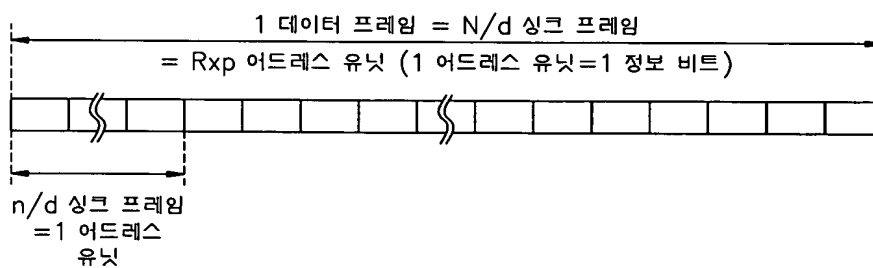 1 데이터 프레임 = N/d 싱크 프레임
= Rxp 어드레스 유닛 (1 어드레스 유닛=1 정보 비트)
n/d 싱크 프레임
=1 어드레스
유닛